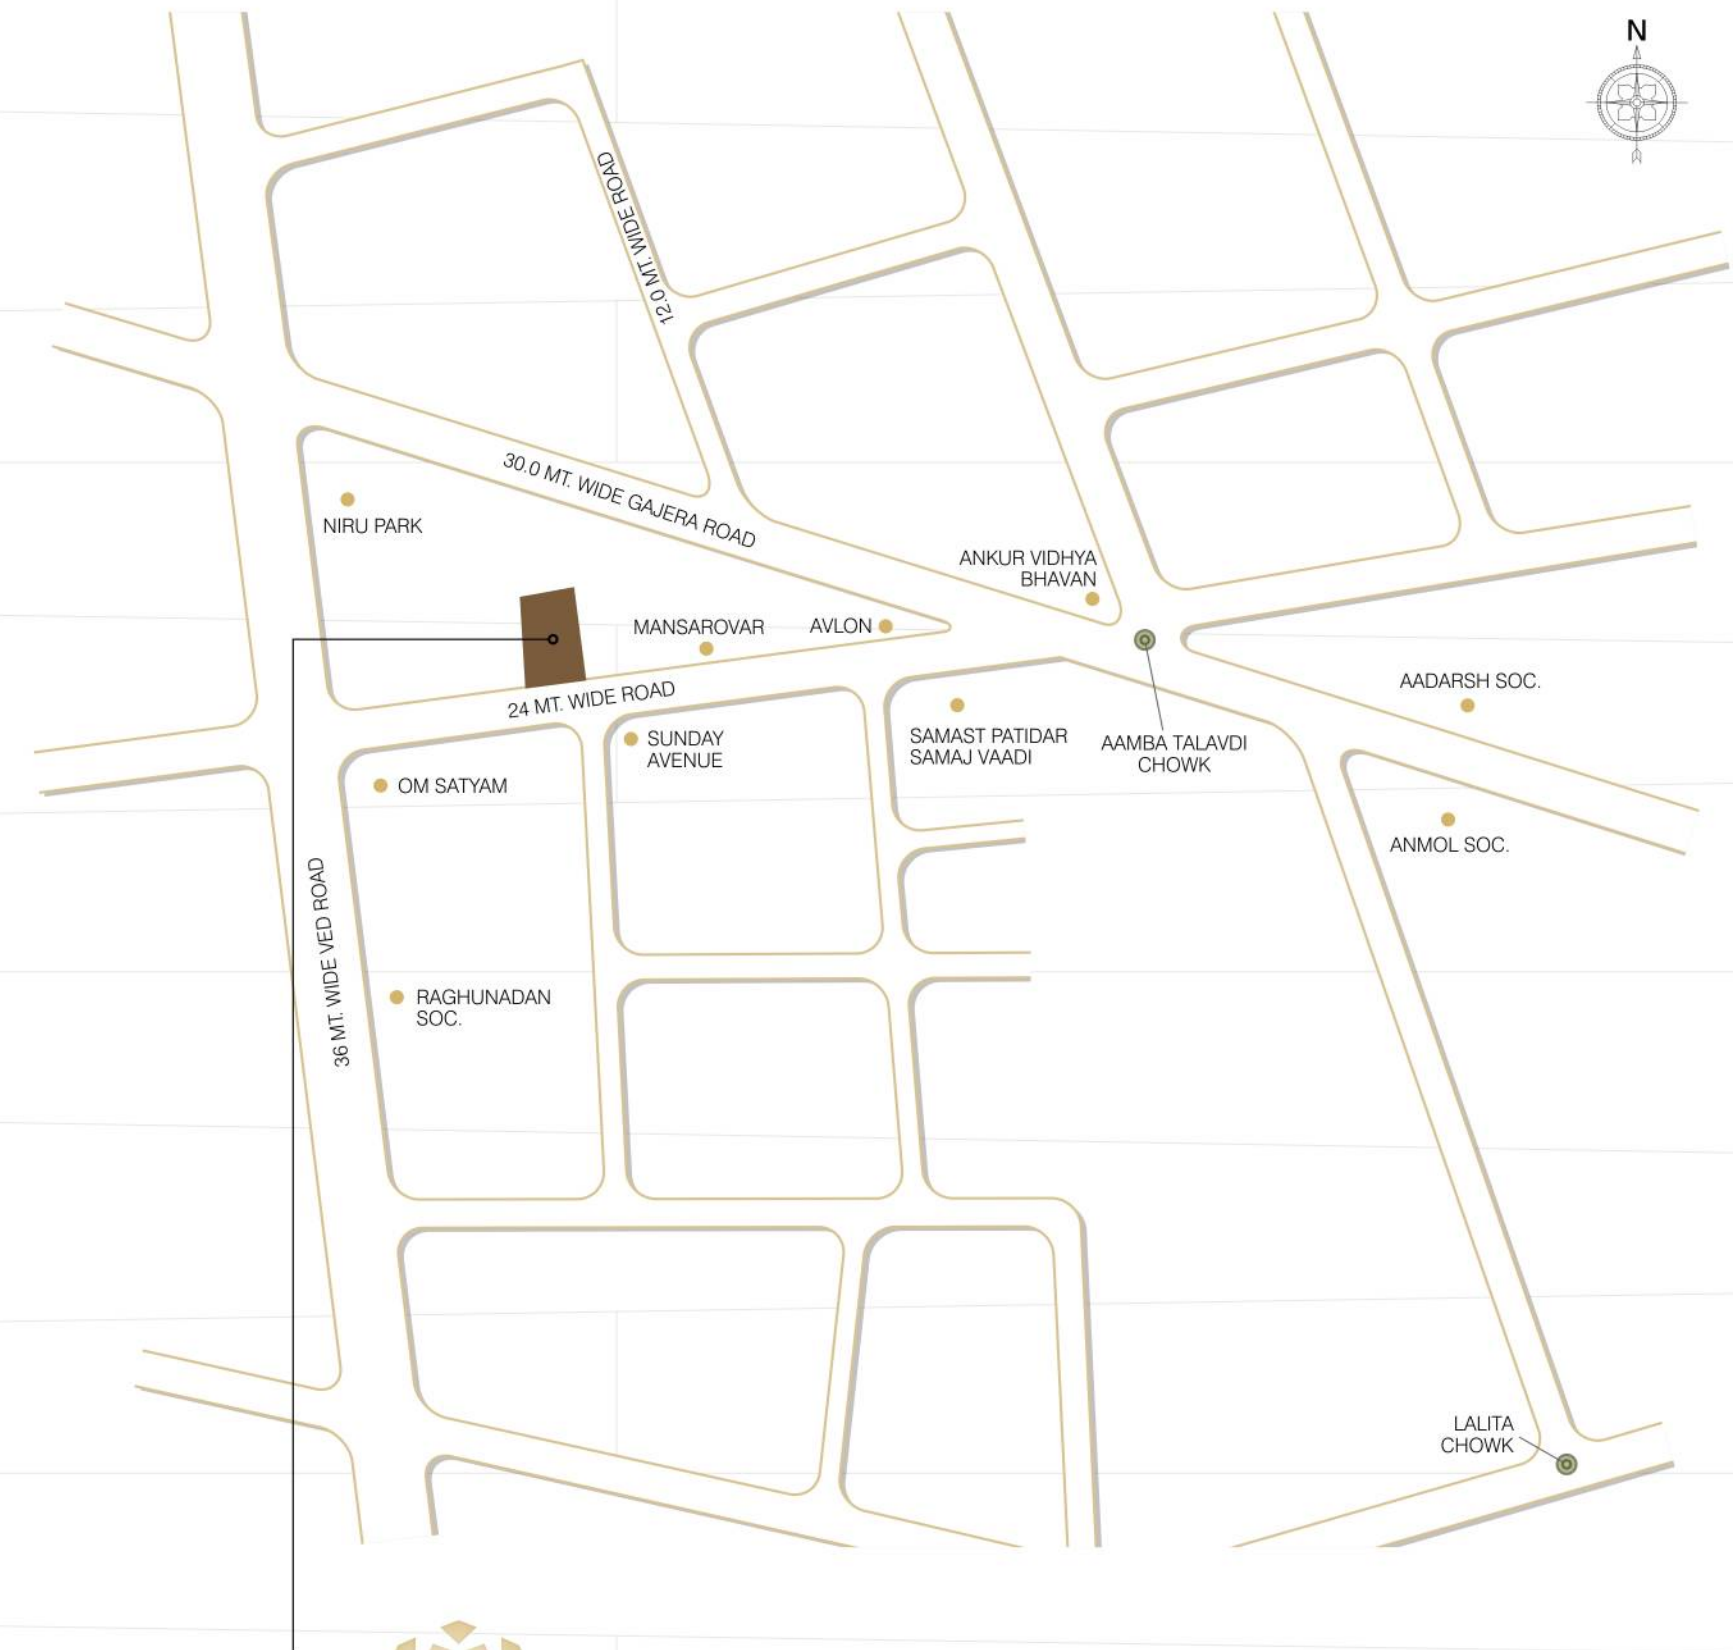 N
12.0 MT. WIDE ROAD
30.0 MT. WIDE GAJERA ROAD
NIRU PARK
ANKUR VIDHYA
BHAVAN
MANSAROVAR
AVLON
24 MT. WIDE ROAD
AADARSH SOC.
SUNDAY
AVENUE
SAMAST PATIDAR
SAMAJ VAADI
AAMBA TALAVDI
CHOWK
OM SATYAM
ANMOL SOC.
36 MT. WIDE VED ROAD
RAGHUNADAN
SOC.
LALITA
CHOWK